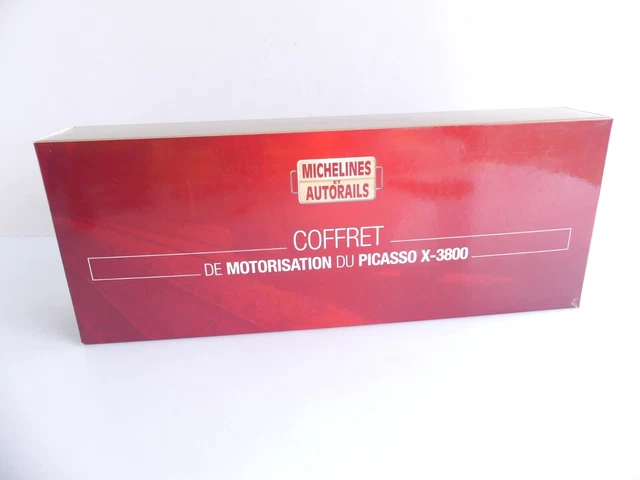 MICHELINES
ET
AUTORAILS
COFFRET
DE MOTORISATION DU PICASSO X-3800